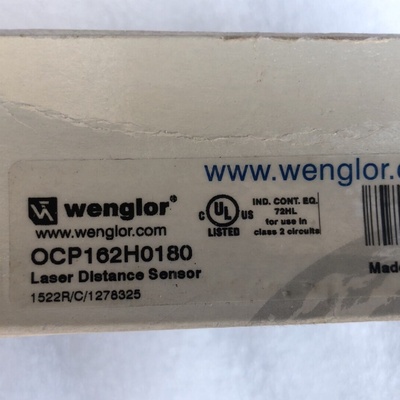 www.wenglor.c
wenglor®
www.wenglor.com
OCP162H0180
Laser Distance Sensor
1522R/C/1278325
C UL US
LISTED
IND. CONT. EQ.
72HL
for use in
class 2 circuits
Made